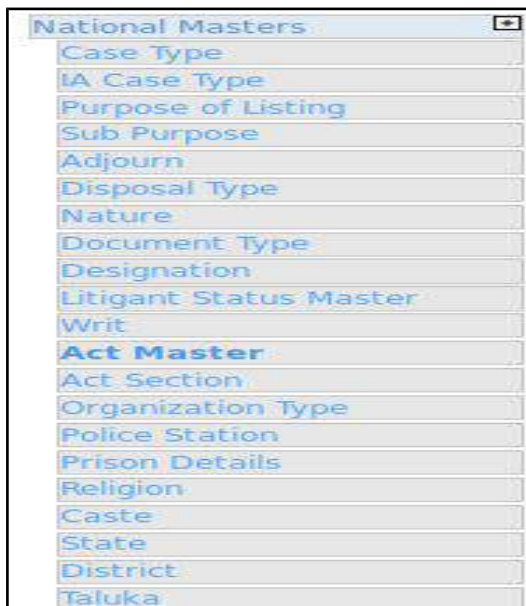 National Masters
Case Type
IA Case Type
Purpose of Listing
Sub Purpose
Adjourn
Disposal Type
Nature
Document Type
Designation
Litigant Status Master
Writ
Act Master
Act Section
Organization Type
Police Station
Prison Details
Religion
Caste
State
District
Taluka